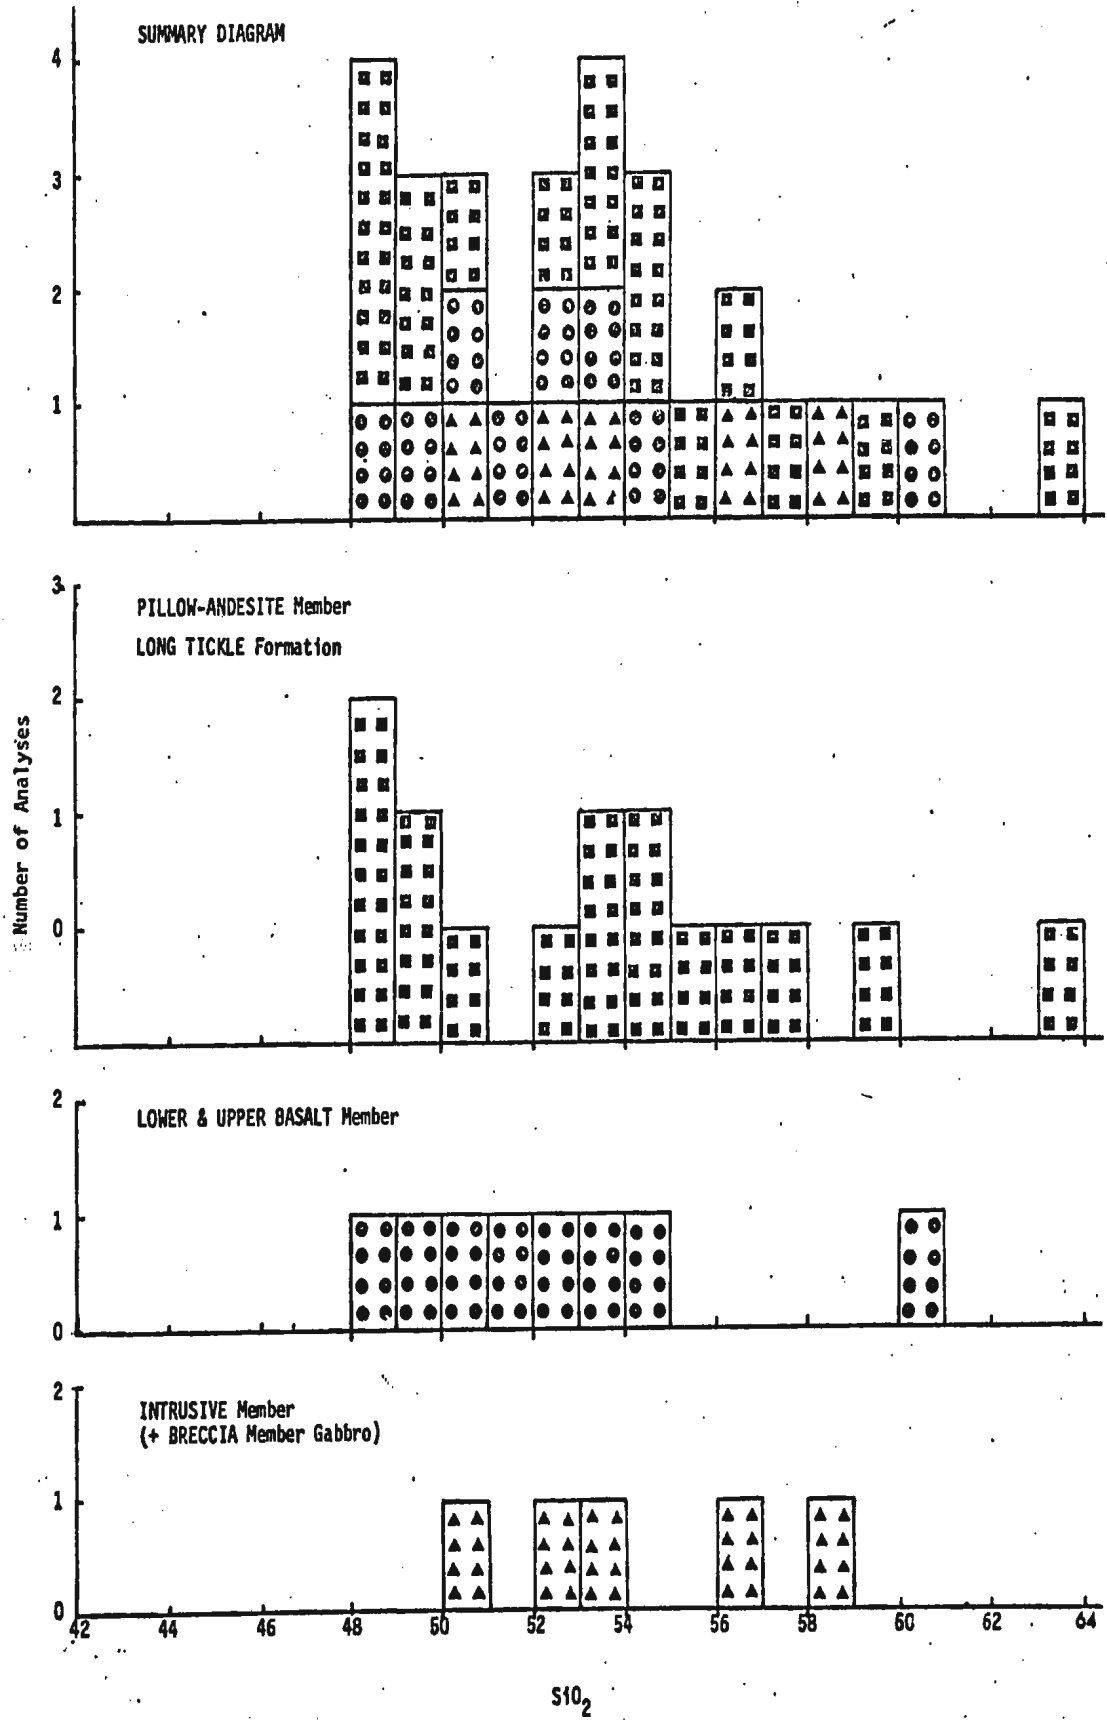 SUMMARY DIAGRAM
4
3
2
1
3
PILLOW-ANDESITE Member
LONG TICKLE Formation
2
1
0
Number of Analyses
2
LOWER & UPPER BASALT Member
1
0
2
INTRUSIVE Member
(+ BRECCIA Member Gabbro)
1
0
42 44 46 48 50 52 54 56 58 60 62 64
SiO2